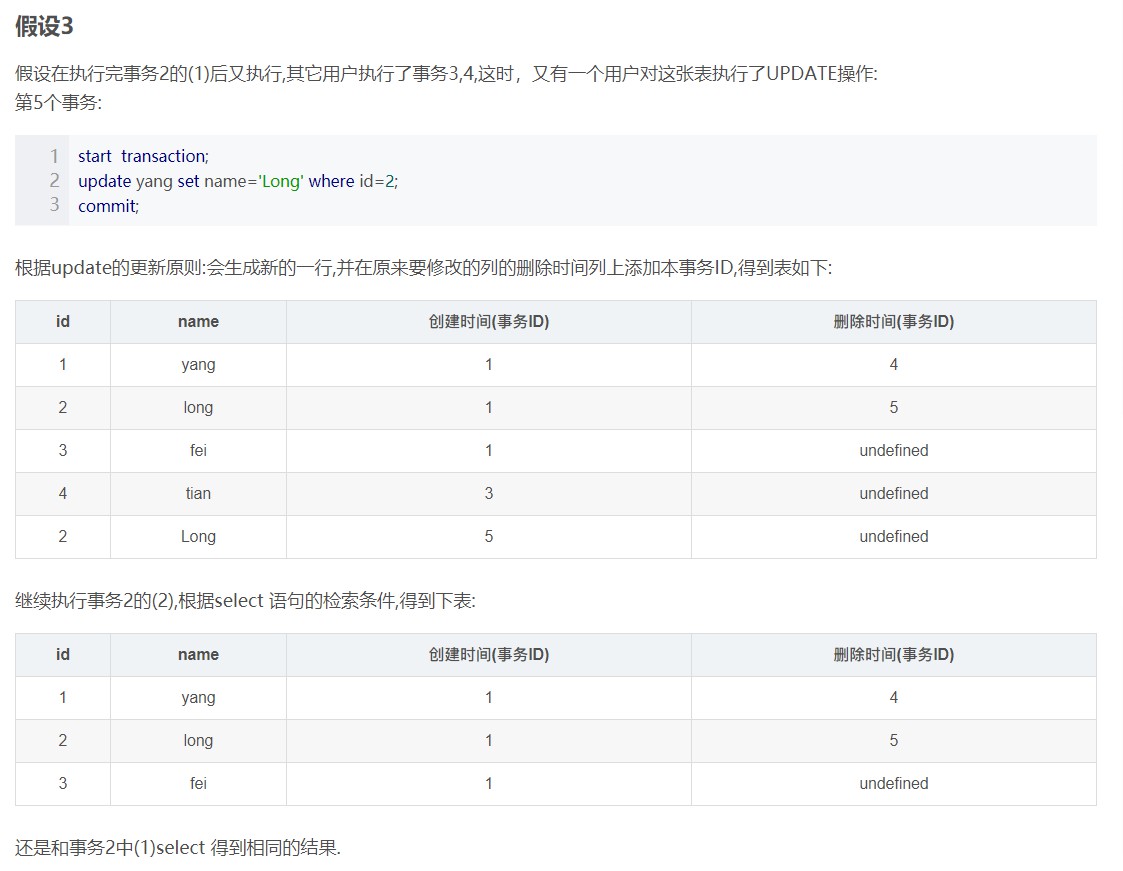 假设3
假设在执行完事务2的(1)后又执行,其它用户执行了事务3,4,这时，又有一个用户对这张表执行了UPDATE操作:
第5个事务:
1 start  transaction;
2 update yang set name='Long' where id=2;
3 commit;
根据update的更新原则:会生成新的一行,并在原来要修改的列的删除时间列上添加本事务ID,得到表如下:
id name 创建时间(事务ID) 删除时间(事务ID)
1 yang 1 4
2 long 1 5
3 fei 1 undefined
4 tian 3 undefined
2 Long 5 undefined
继续执行事务2的(2),根据select 语句的检索条件,得到下表:
id name 创建时间(事务ID) 删除时间(事务ID)
1 yang 1 4
2 long 1 5
3 fei 1 undefined
还是和事务2中(1)select 得到相同的结果.